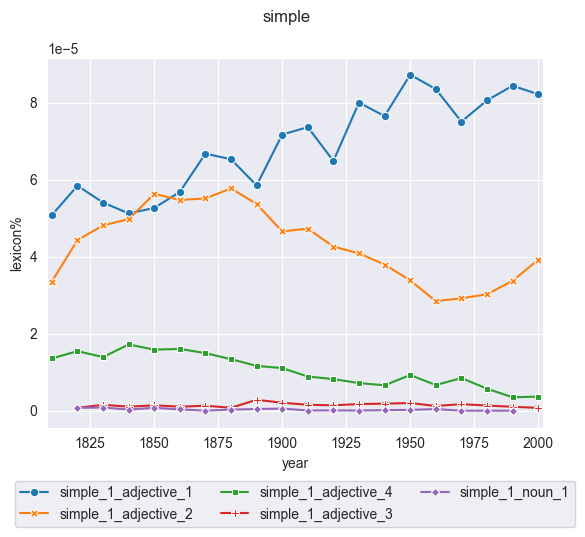 simple
1e−5
8
6
4
2
0
lexicon%
1825 1850 1875 1900 1925 1950 1975 2000
year
simple_1_adjective_1 simple_1_adjective_4 simple_1_noun_1
simple_1_adjective_2 simple_1_adjective_3